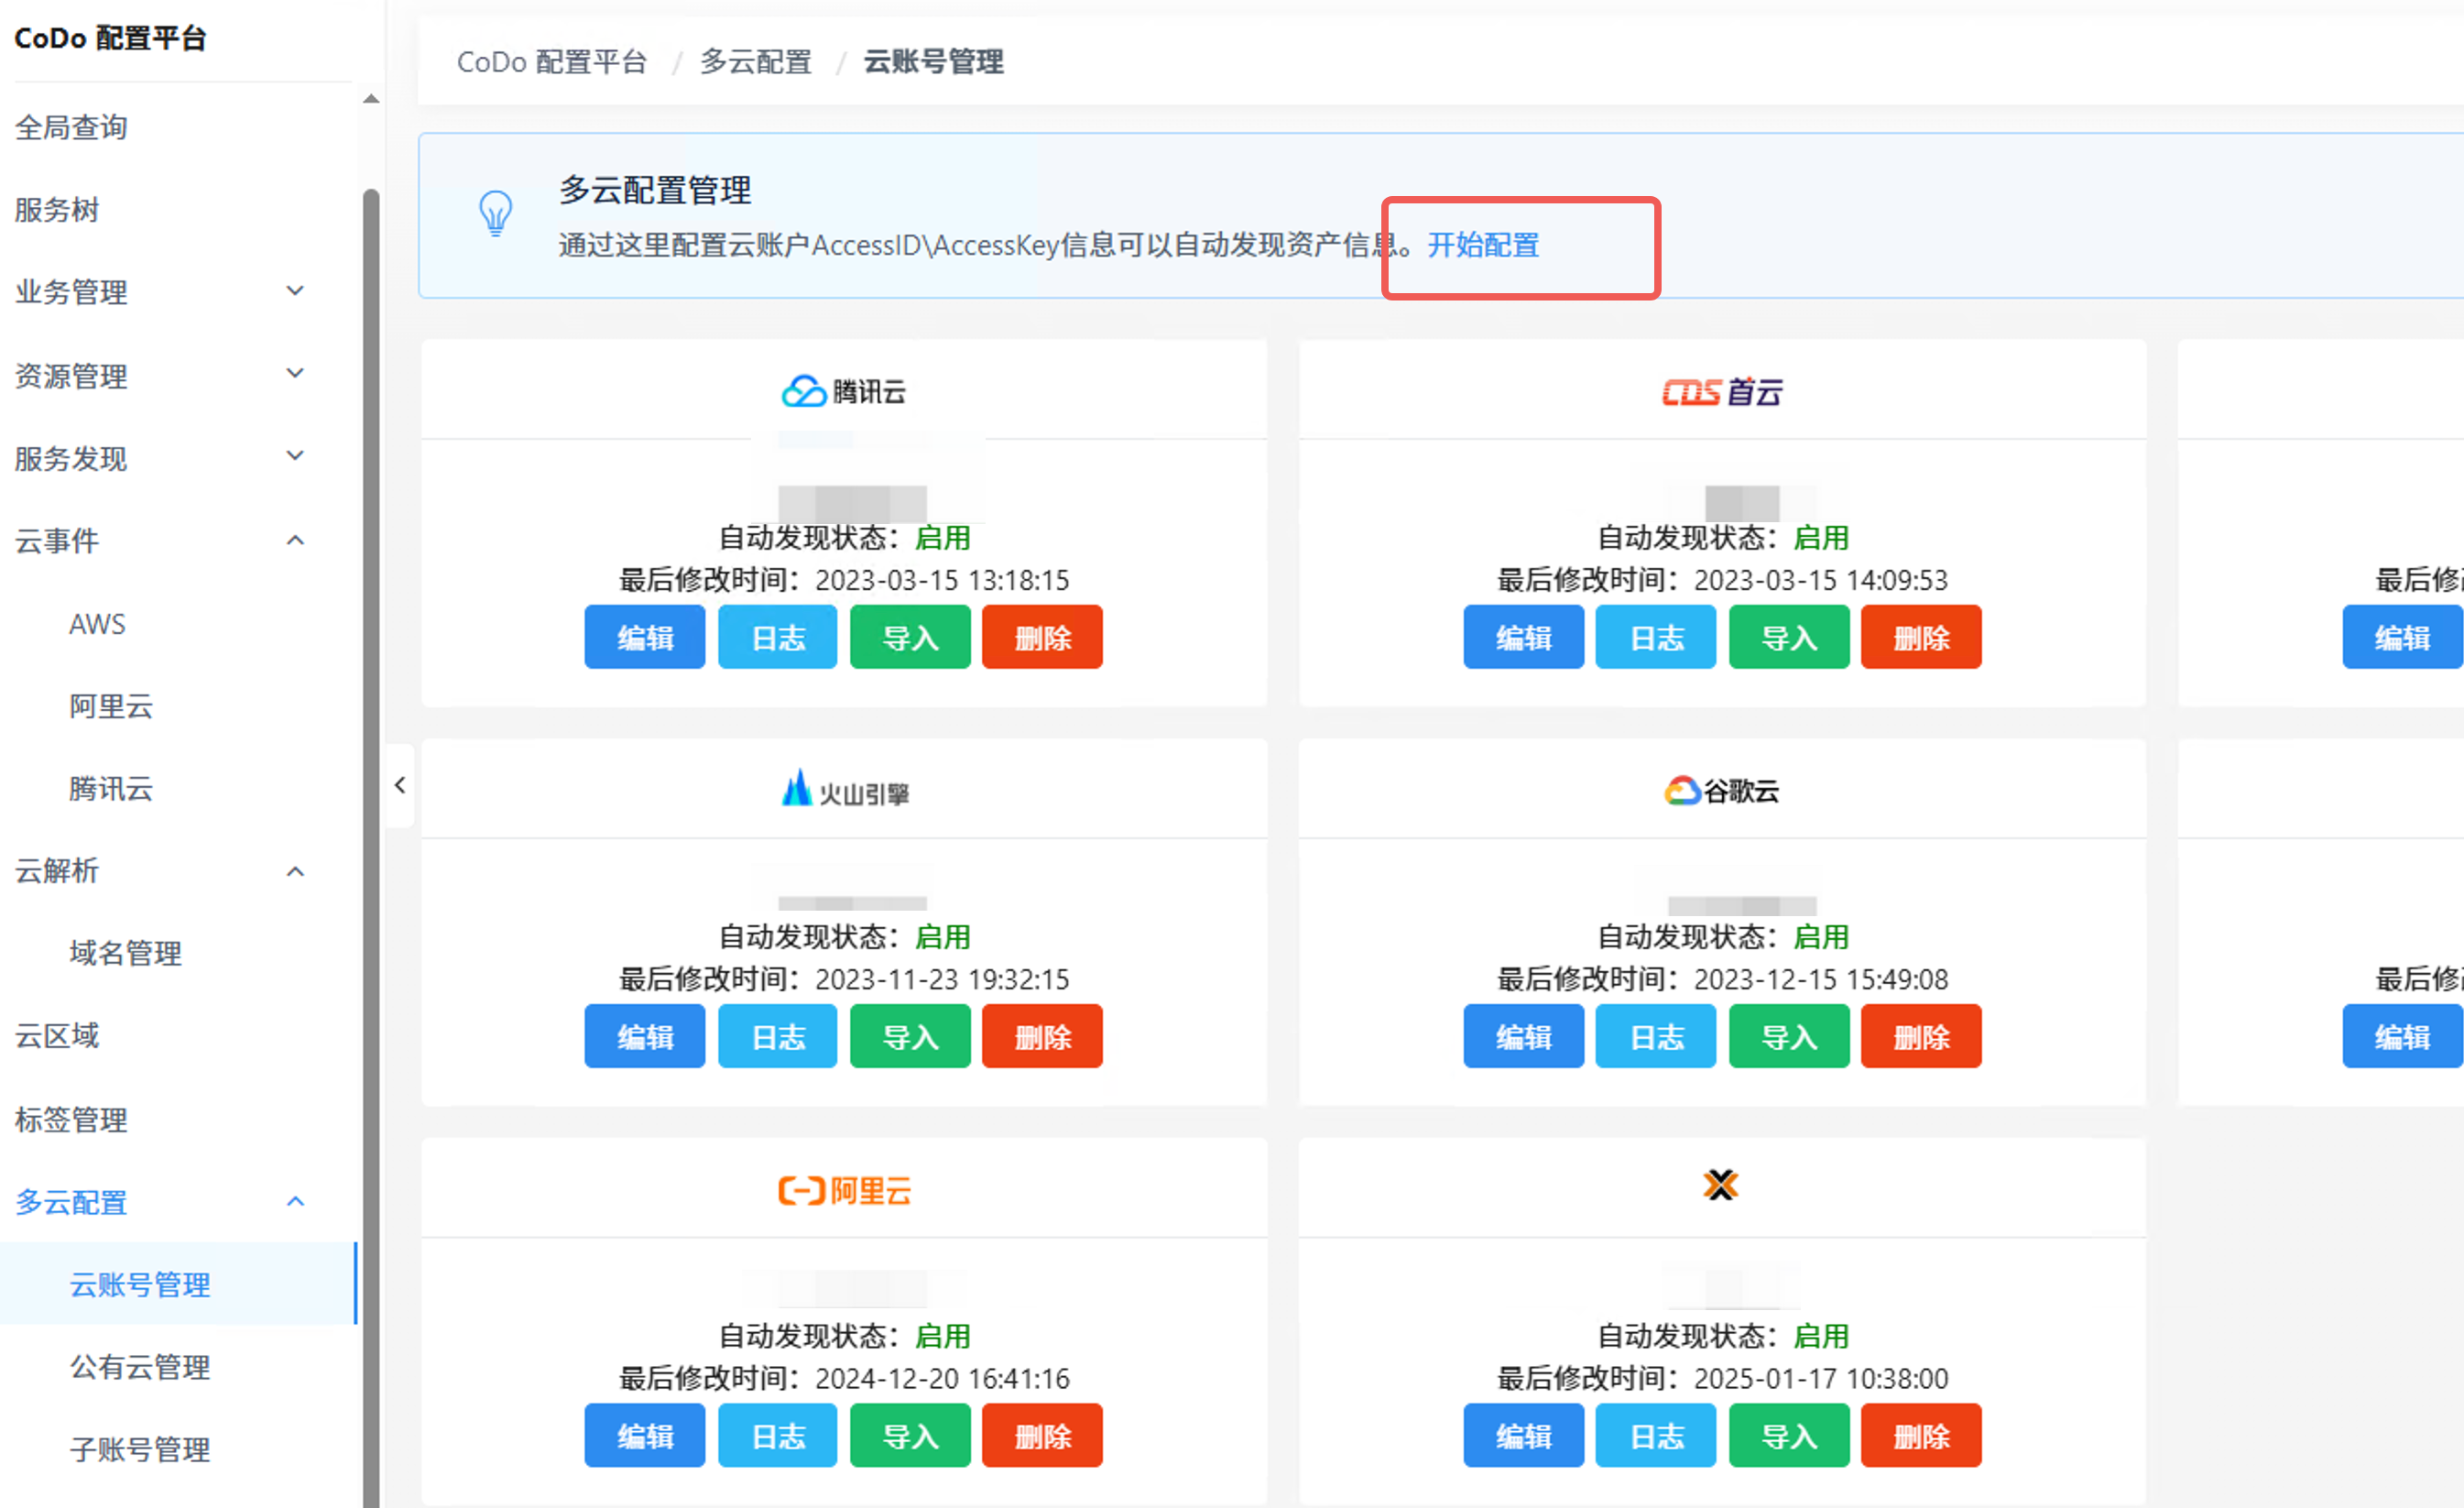 CoDo 配置平台
全局查询
服务树
业务管理
资源管理
服务发现
云事件
AWS
阿里云
腾讯云
云解析
域名管理
云区域
标签管理
多云配置
云账号管理
公有云管理
子账号管理
CoDo 配置平台 / 多云配置 / 云账号管理
多云配置管理
通过这里配置云账户AccessID\AccessKey信息可以自动发现资产信息。开始配置
腾讯云
自动发现状态：启用
最后修改时间：2023-03-15 13:18:15
编辑 日志 导入 删除
CDS 首云
自动发现状态：启用
最后修改时间：2023-03-15 14:09:53
编辑 日志 导入 删除
最后修
编辑
火山引擎
自动发现状态：启用
最后修改时间：2023-11-23 19:32:15
编辑 日志 导入 删除
谷歌云
自动发现状态：启用
最后修改时间：2023-12-15 15:49:08
编辑 日志 导入 删除
最后修
编辑
阿里云
自动发现状态：启用
最后修改时间：2024-12-20 16:41:16
编辑 日志 导入 删除
自动发现状态：启用
最后修改时间：2025-01-17 10:38:00
编辑 日志 导入 删除